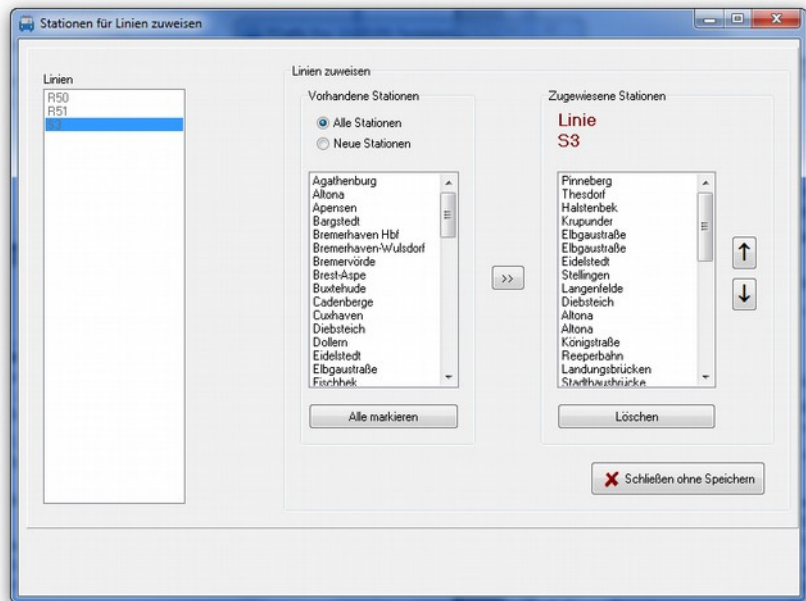 Stationen für Linien zuweisen
Linien
R50
R51
S3
Linien zuweisen
Vorhandene Stationen
Alle Stationen
Neue Stationen
Agathenburg
Altona
Apensen
Bargstedt
Bremerhaven Hbf
Bremerhaven-Wulsdorf
Bremervörde
Brest-Aspe
Buxtehude
Cadenberge
Cuxhaven
Diebsteich
Dollern
Eidelstedt
Elbgaustraße
Fischbek
Alle markieren
>>
Zugewiesene Stationen
Linie
S3
Pinneberg
Thesdorf
Halstenbek
Krupunder
Elbgaustraße
Elbgaustraße
Eidelstedt
Stellingen
Langenfelde
Diebsteich
Altona
Altona
Königstraße
Reeperbahn
Landungsbrücken
Stadthausbrücke
Löschen
Schließen ohne Speichern